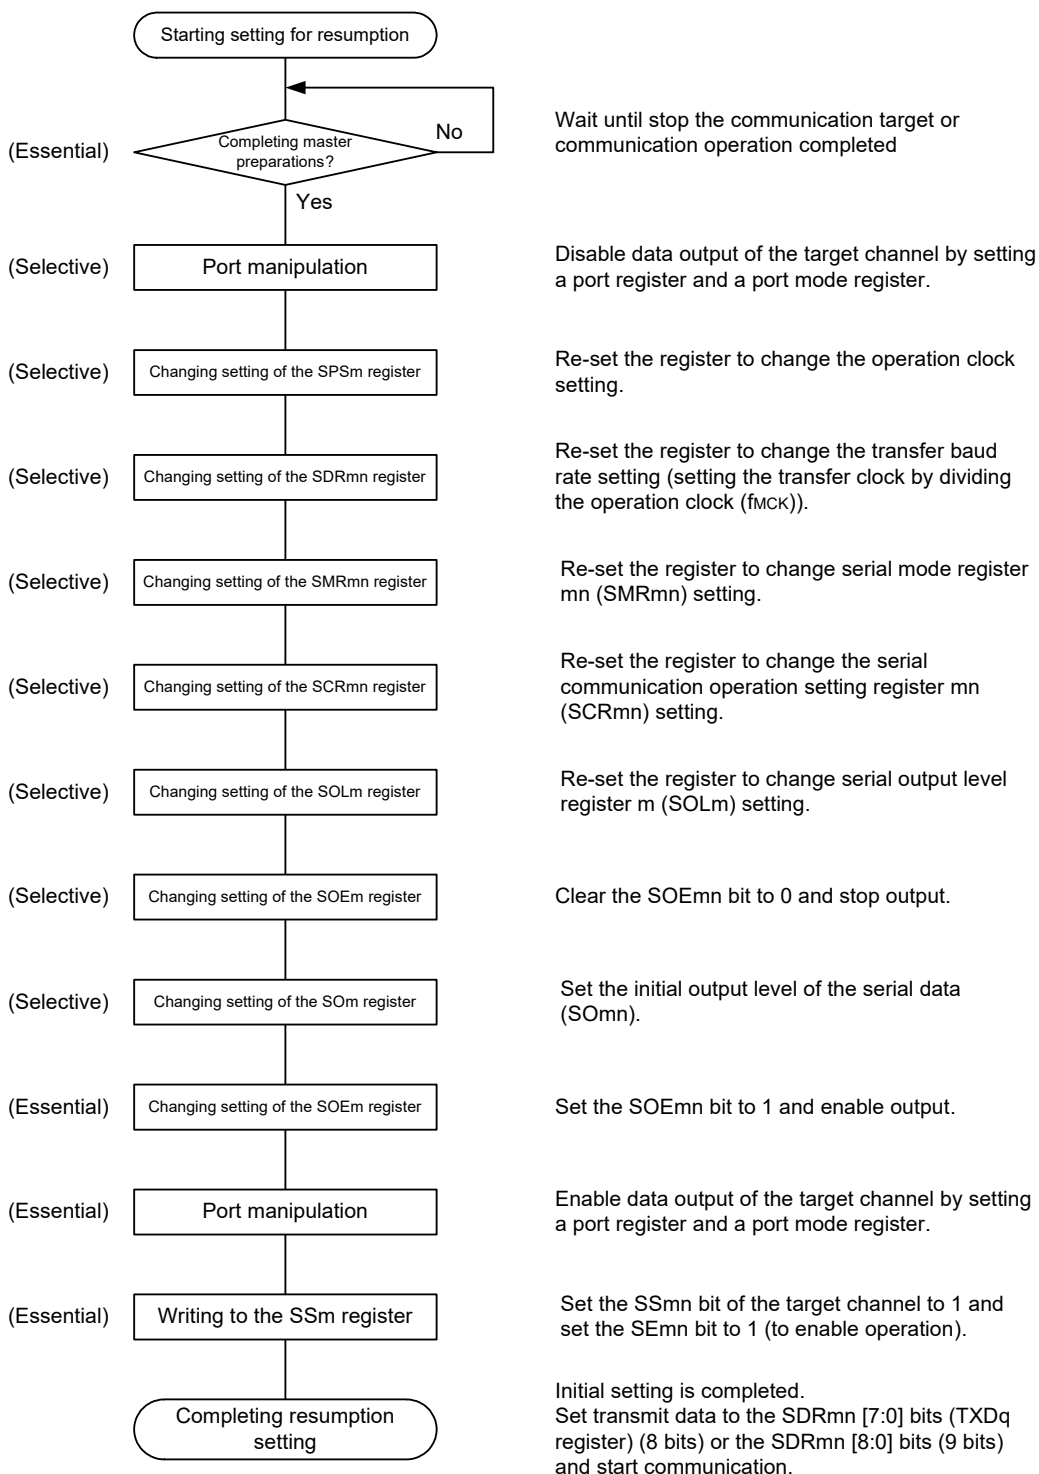 Starting setting for resumption
(Essential)
Completing master
preparations?
No
Yes
Wait until stop the communication target or
communication operation completed
(Selective)
Port manipulation
Disable data output of the target channel by setting
a port register and a port mode register.
(Selective)
Changing setting of the SPSm register
Re-set the register to change the operation clock
setting.
(Selective)
Changing setting of the SDRmn register
Re-set the register to change the transfer baud
rate setting (setting the transfer clock by dividing
the operation clock (fMCK)).
(Selective)
Changing setting of the SMRmn register
Re-set the register to change serial mode register
mn (SMRmn) setting.
(Selective)
Changing setting of the SCRmn register
Re-set the register to change the serial
communication operation setting register mn
(SCRmn) setting.
(Selective)
Changing setting of the SOLm register
Re-set the register to change serial output level
register m (SOLm) setting.
(Selective)
Changing setting of the SOEm register
Clear the SOEmn bit to 0 and stop output.
(Selective)
Changing setting of the SOm register
Set the initial output level of the serial data
(SOmn).
(Essential)
Changing setting of the SOEm register
Set the SOEmn bit to 1 and enable output.
(Essential)
Port manipulation
Enable data output of the target channel by setting
a port register and a port mode register.
(Essential)
Writing to the SSm register
Set the SSmn bit of the target channel to 1 and
set the SEmn bit to 1 (to enable operation).
Completing resumption
setting
Initial setting is completed.
Set transmit data to the SDRmn [7:0] bits (TXDq
register) (8 bits) or the SDRmn [8:0] bits (9 bits)
and start communication.